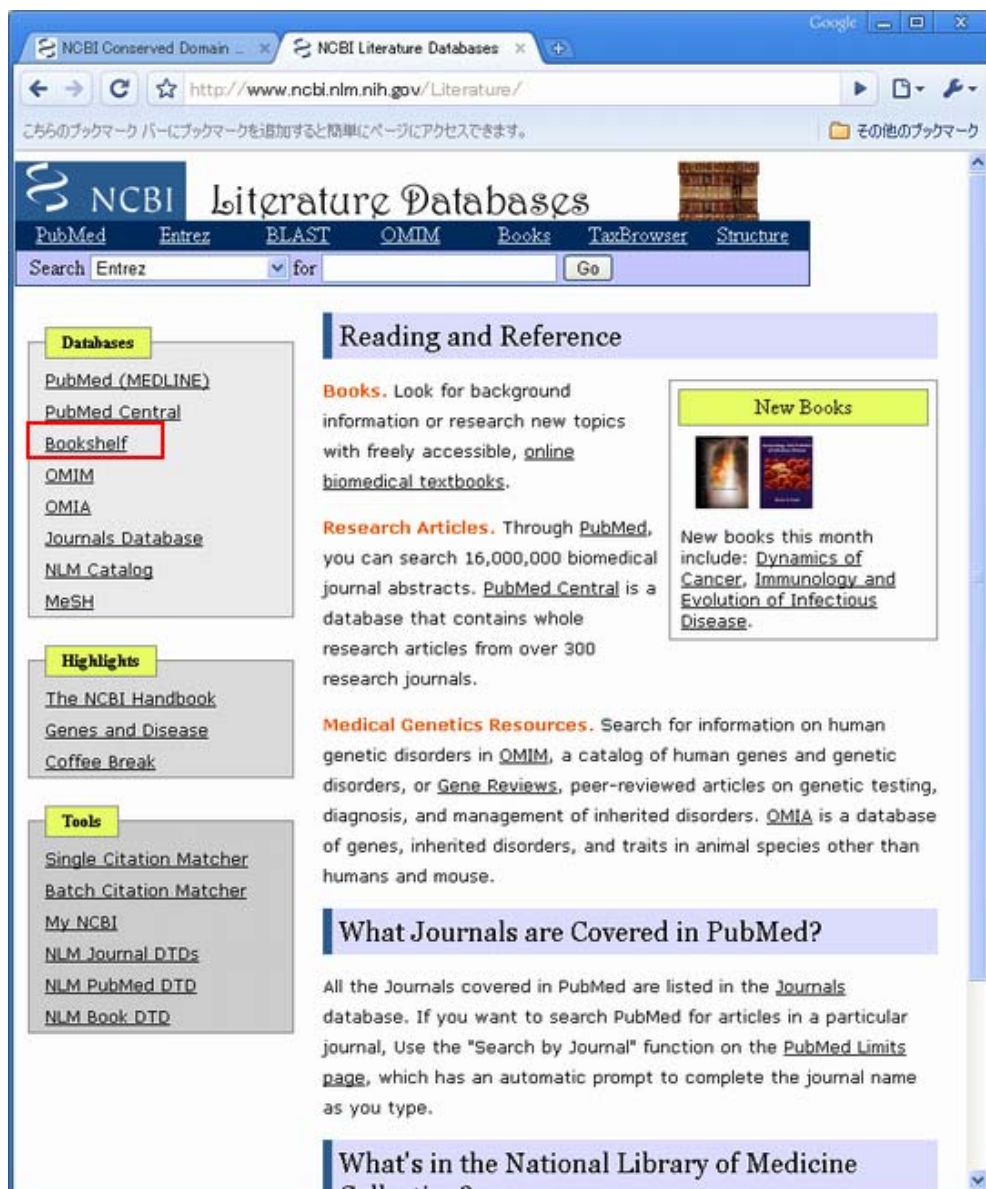 Google
NCBI Conserved Domain ...
NCBI Literature Databases
http://www.ncbi.nlm.nih.gov/Literature/
こちらのブックマーク バーにブックマークを追加すると簡単にページにアクセスできます。
その他のブックマーク
NCBI Literature Databases
PubMed Entrez BLAST OMIM Books TaxBrowser Structure
Search Entrez for Go
Databases
PubMed (MEDLINE)
PubMed Central
Bookshelf
OMIM
OMIA
Journals Database
NLM Catalog
MeSH
Highlights
The NCBI Handbook
Genes and Disease
Coffee Break
Tools
Single Citation Matcher
Batch Citation Matcher
My NCBI
NLM Journal DTDs
NLM PubMed DTD
NLM Book DTD
Reading and Reference
Books. Look for background
information or research new topics
with freely accessible, online
biomedical textbooks.
Research Articles. Through PubMed,
you can search 16,000,000 biomedical
journal abstracts. PubMed Central is a
database that contains whole
research articles from over 300
research journals.
New Books
New books this month
include: Dynamics of
Cancer, Immunology and
Evolution of Infectious
Disease.
Medical Genetics Resources. Search for information on human
genetic disorders in OMIM, a catalog of human genes and genetic
disorders, or Gene Reviews, peer-reviewed articles on genetic testing,
diagnosis, and management of inherited disorders. OMIA is a database
of genes, inherited disorders, and traits in animal species other than
humans and mouse.
What Journals are Covered in PubMed?
All the Journals covered in PubMed are listed in the Journals
database. If you want to search PubMed for articles in a particular
journal, Use the "Search by Journal" function on the PubMed Limits
page, which has an automatic prompt to complete the journal name
as you type.
What's in the National Library of Medicine